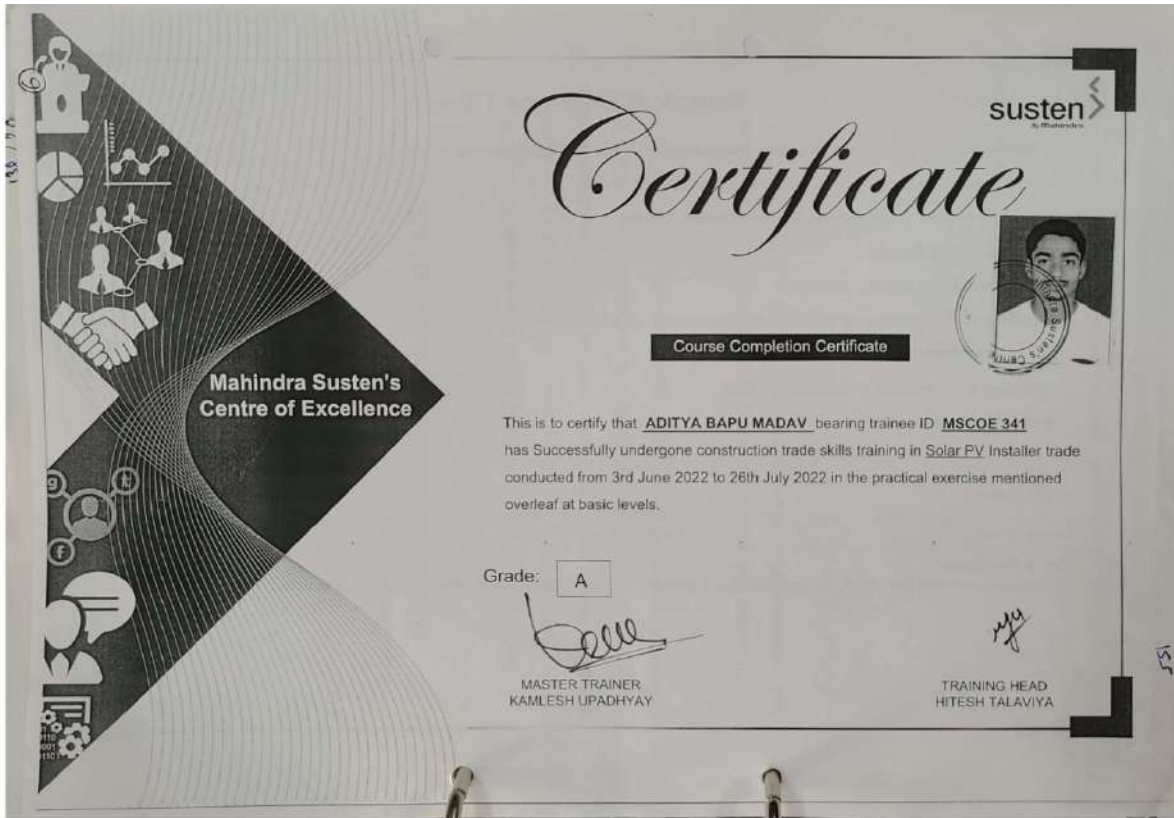 susten
By Mahindra
Certificate
Course Completion Certificate
Mahindra Susten's
Centre of Excellence
This is to certify that ADITYA BAPU MADAV bearing trainee ID MSCOE 341
has Successfully undergone construction trade skills training in Solar PV Installer trade
conducted from 3rd June 2022 to 26th July 2022 in the practical exercise mentioned
overleaf at basic levels.
Grade: A
MASTER TRAINER
KAMLESH UPADHYAY
TRAINING HEAD
HITESH TALAVIYA